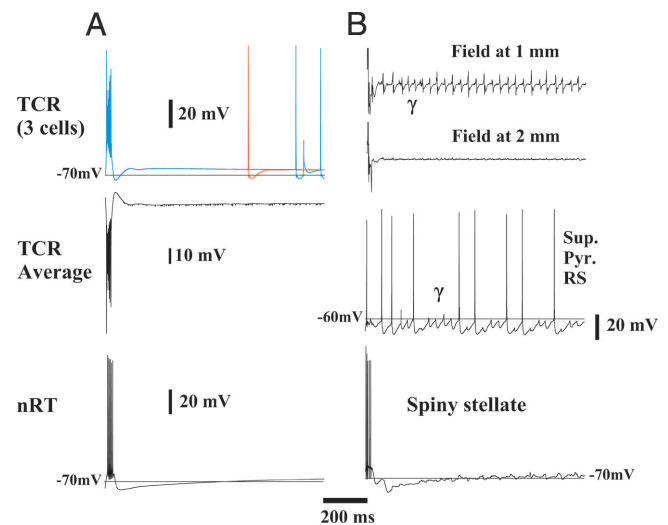 A
TCR
(3 cells)
20 mV
-70mV
TCR
Average
10 mV
nRT
20 mV
-70mV
B
Field at 1 mm
γ
Field at 2 mm
Sup.
Pyr.
RS
γ
-60mV
20 mV
Spiny stellate
-70mV
200 ms